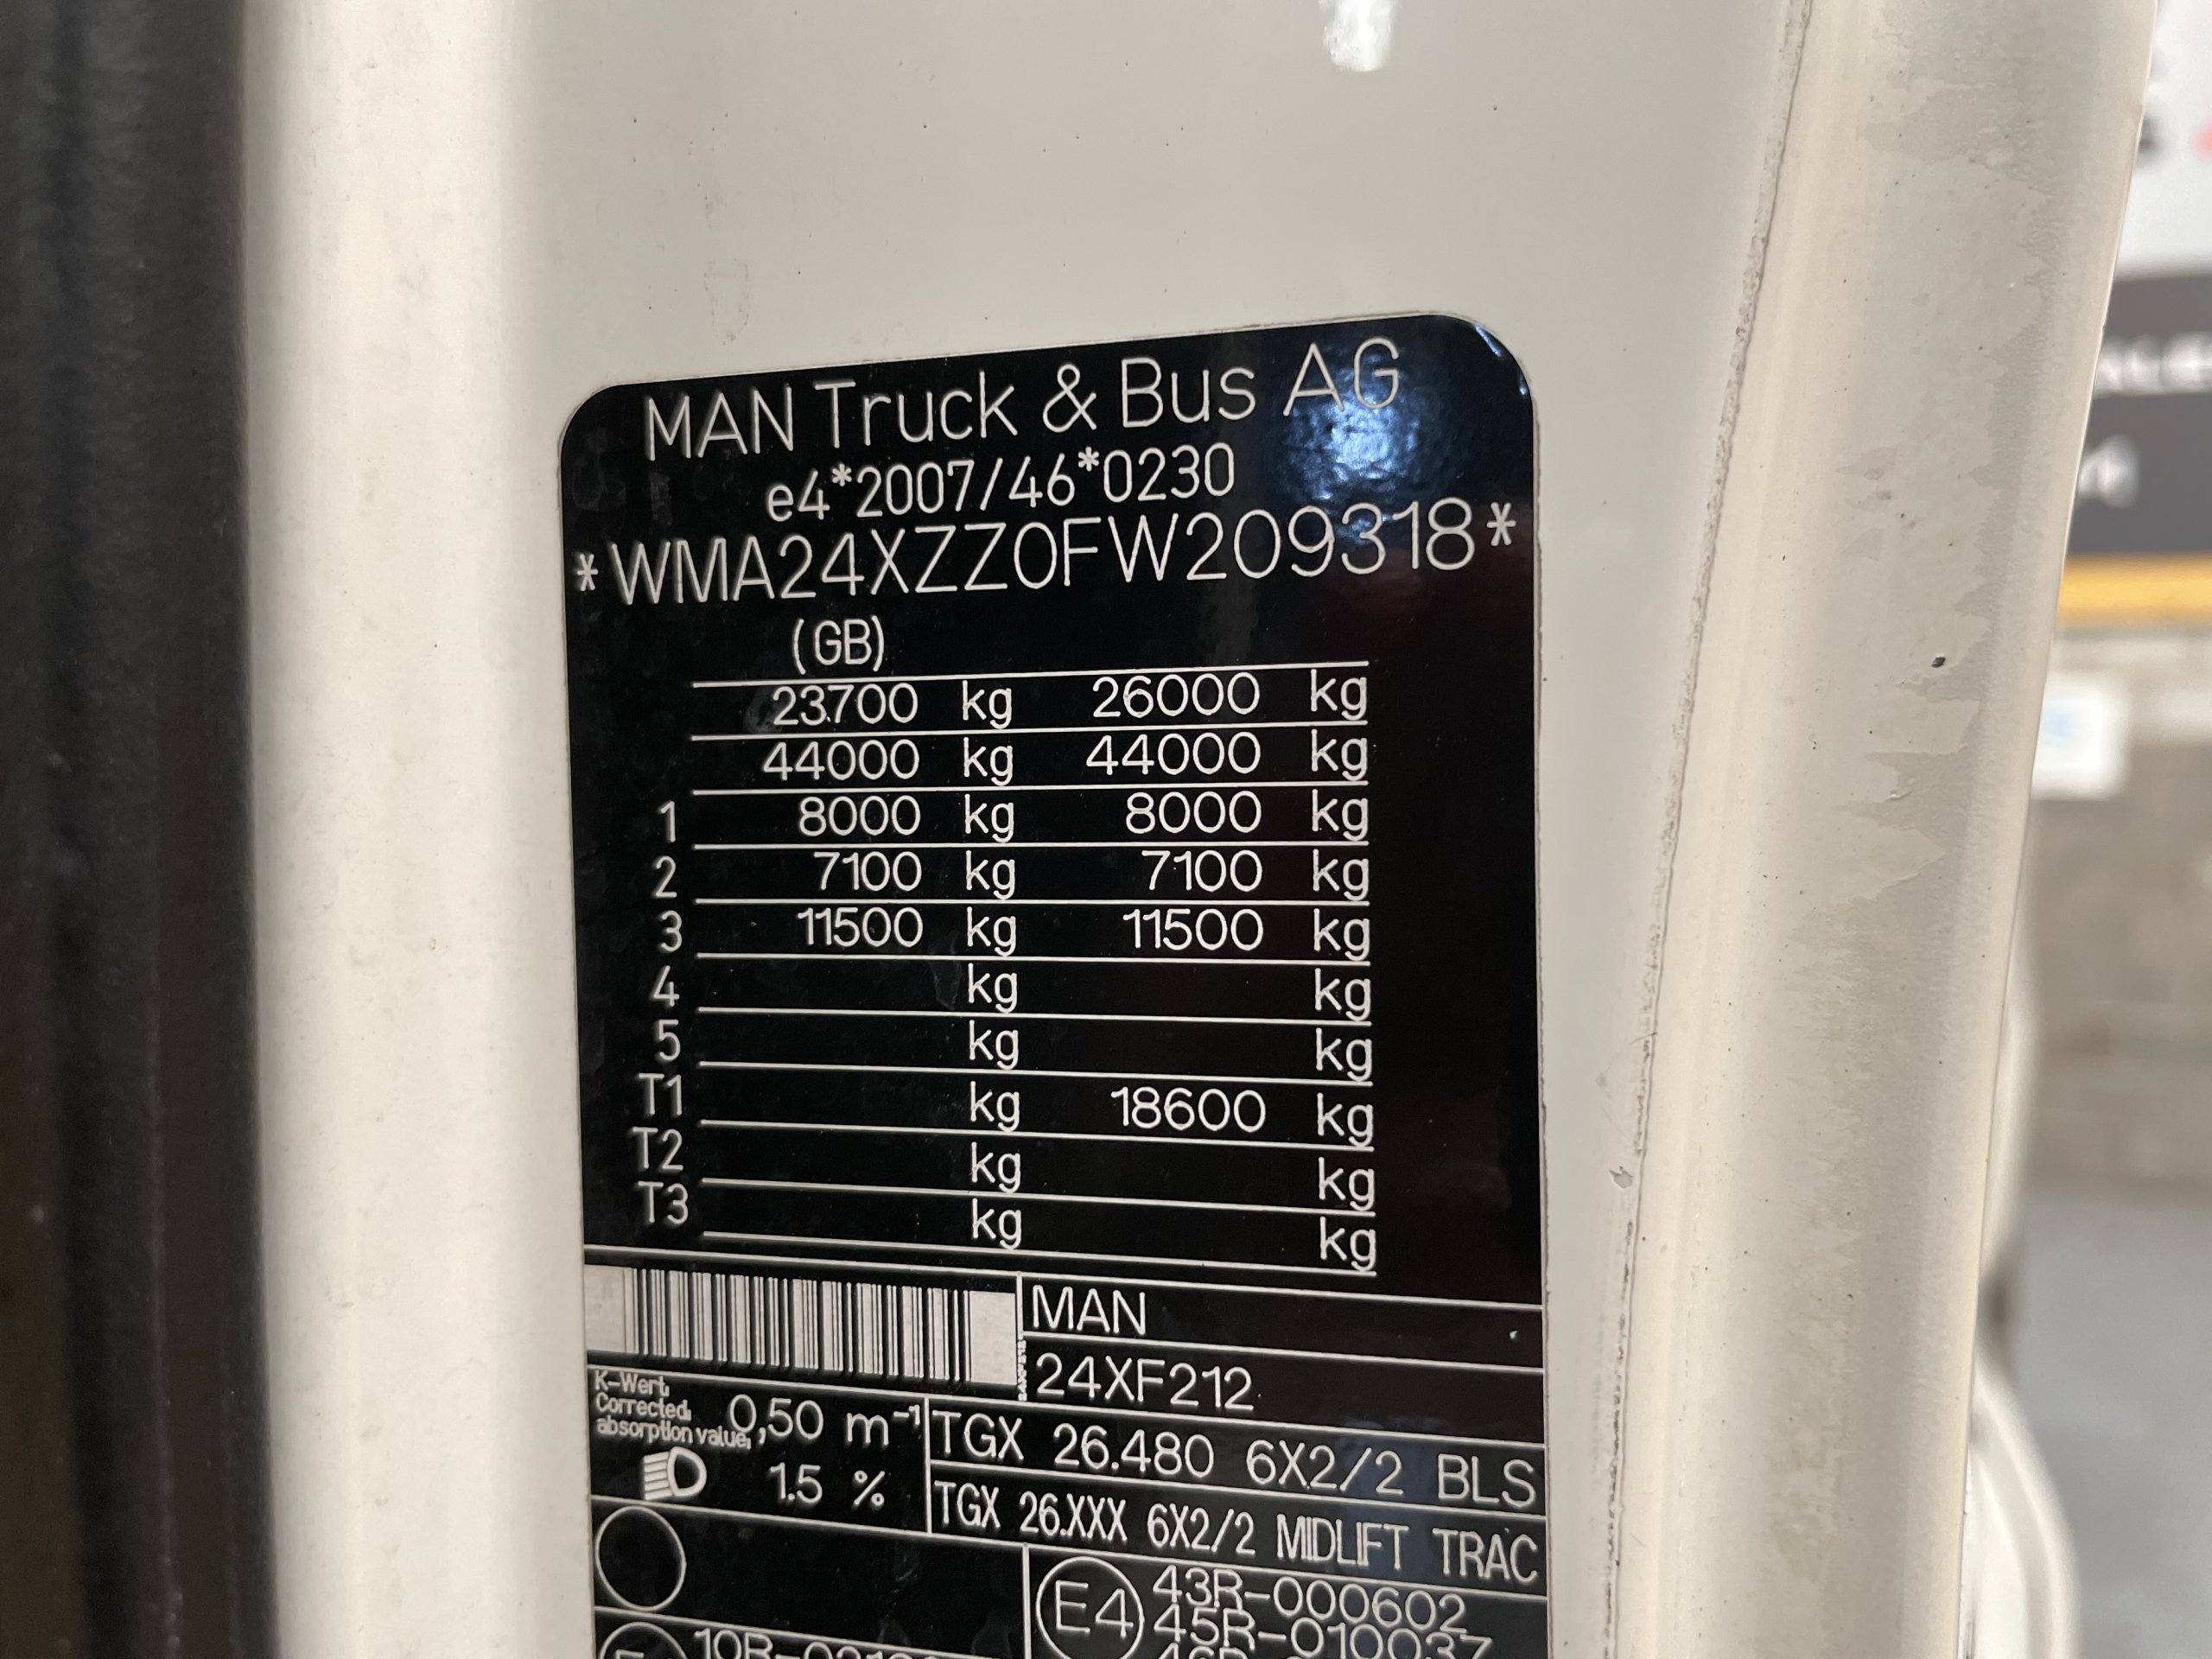 MAN Truck & Bus AG
e4*2007/46*0230
*WMA24XZZ0FW209318*
(GB)
23700 kg 26000 kg
44000 kg 44000 kg
1 8000 kg 8000 kg
2 7100 kg 7100 kg
3 11500 kg 11500 kg
4 kg kg
5 kg kg
T1 kg 18600 kg
T2 kg kg
T3 kg kg
MAN
24XF212
K-Wert,
Corrected,
absorption value,
0,50 m⁻¹
TGX 26.480 6X2/2 BLS
1.5 %
TGX 26.XXX 6X2/2 MIDLIFT TRAC
E4
43R-000602
45R-010037